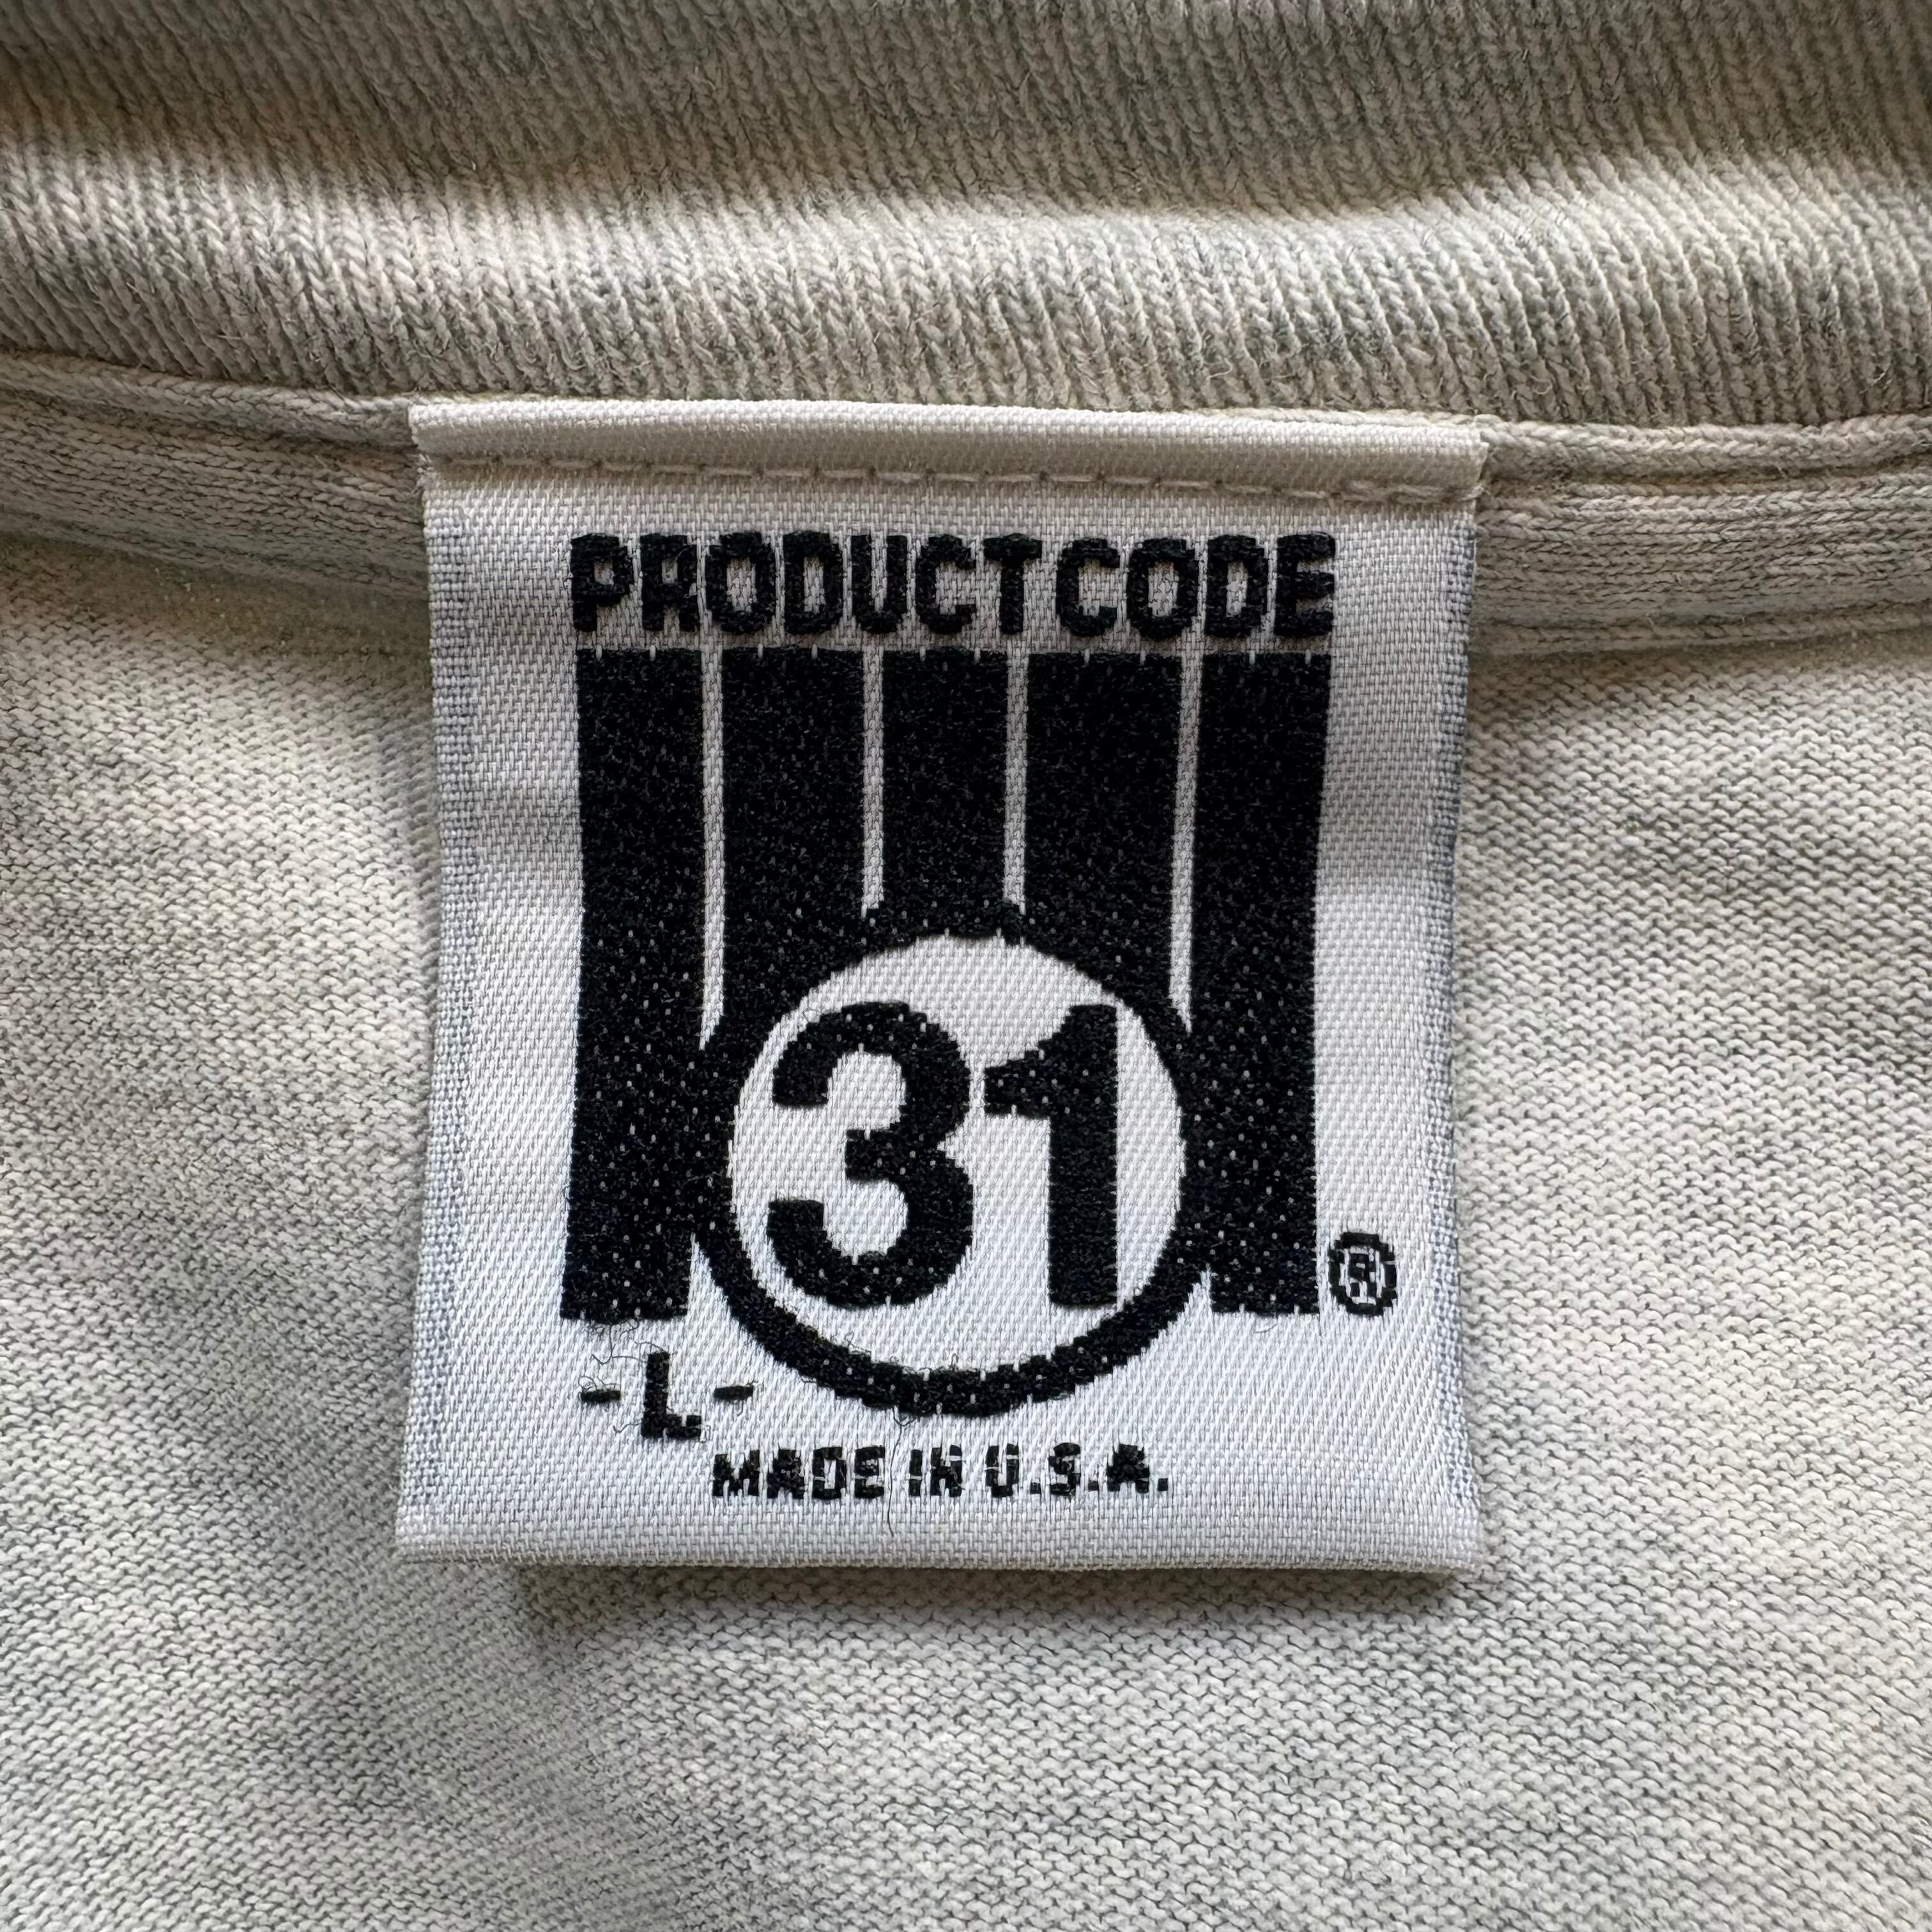 PRODUCT CODE
31
®
-L-
MADE IN U.S.A.